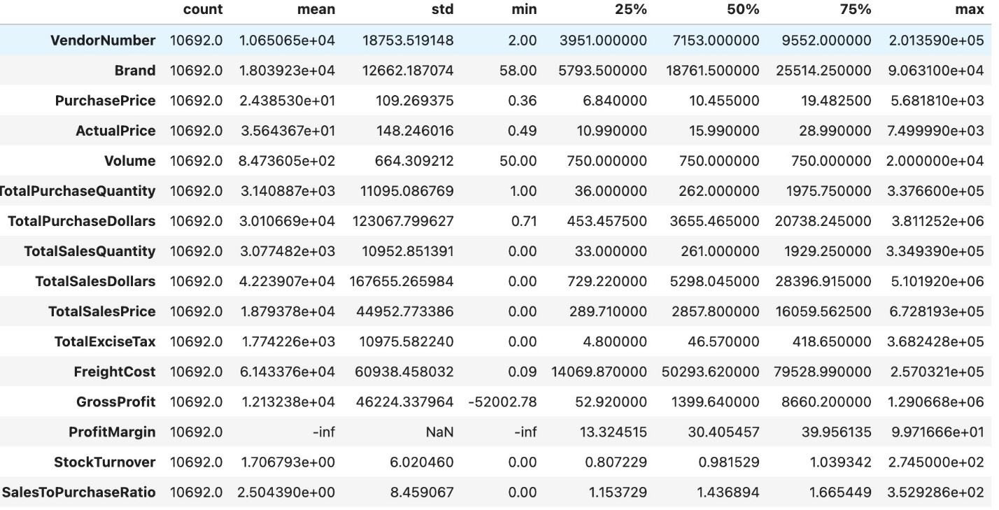 count mean std min 25% 50% 75% max
VendorNumber 10692.0 1.065065e+04 18753.519148 2.00 3951.000000 7153.000000 9552.000000 2.013590e+05
Brand 10692.0 1.803923e+04 12662.187074 58.00 5793.500000 18761.500000 25514.250000 9.063100e+04
PurchasePrice 10692.0 2.438530e+01 109.269375 0.36 6.840000 10.455000 19.482500 5.681810e+03
ActualPrice 10692.0 3.564367e+01 148.246016 0.49 10.990000 15.990000 28.990000 7.499990e+03
Volume 10692.0 8.473605e+02 664.309212 50.00 750.000000 750.000000 750.000000 2.000000e+04
TotalPurchaseQuantity 10692.0 3.140887e+03 11095.086769 1.00 36.000000 262.000000 1975.750000 3.376600e+05
TotalPurchaseDollars 10692.0 3.010669e+04 123067.799627 0.71 453.457500 3655.465000 20738.245000 3.811252e+06
TotalSalesQuantity 10692.0 3.077482e+03 10952.851391 0.00 33.000000 261.000000 1929.250000 3.349390e+05
TotalSalesDollars 10692.0 4.223907e+04 167655.265984 0.00 729.220000 5298.045000 28396.915000 5.101920e+06
TotalSalesPrice 10692.0 1.879378e+04 44952.773386 0.00 289.710000 2857.800000 16059.562500 6.728193e+05
TotalExciseTax 10692.0 1.774226e+03 10975.582240 0.00 4.800000 46.570000 418.650000 3.682428e+05
FreightCost 10692.0 6.143376e+04 60938.458032 0.09 14069.870000 50293.620000 79528.990000 2.570321e+05
GrossProfit 10692.0 1.213238e+04 46224.337964 -52002.78 52.920000 1399.640000 8660.200000 1.290668e+06
ProfitMargin 10692.0 -inf NaN -inf 13.324515 30.405457 39.956135 9.971666e+01
StockTurnover 10692.0 1.706793e+00 6.020460 0.00 0.807229 0.981529 1.039342 2.745000e+02
SalesToPurchaseRatio 10692.0 2.504390e+00 8.459067 0.00 1.153729 1.436894 1.665449 3.529286e+02